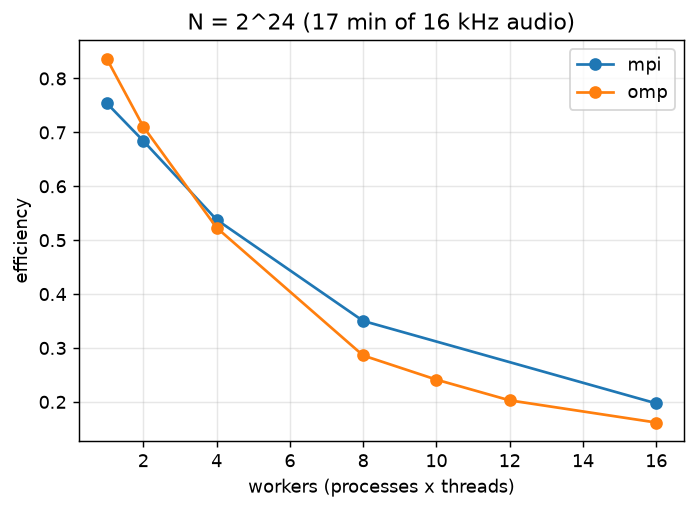 N = 2^24 (17 min of 16 kHz audio)
mpi
omp
efficiency
0.8
0.7
0.6
0.5
0.4
0.3
0.2
2 4 6 8 10 12 14 16
workers (processes x threads)